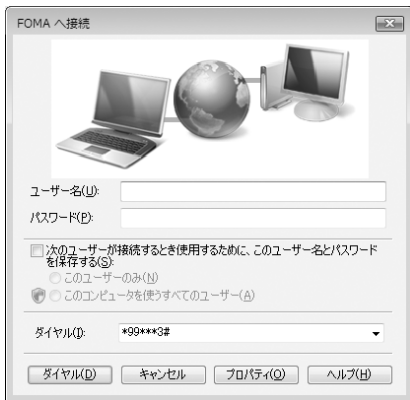 FOMA へ接続
ユーザー名(U):
パスワード(P):
次のユーザーが接続するとき使用するために、このユーザー名とパスワード
を保存する(S):
このユーザーのみ(N)
このコンピュータを使うすべてのユーザー(A)
ダイヤル(I): *99***3#
ダイヤル(D) キャンセル プロパティ(O) ヘルプ(H)